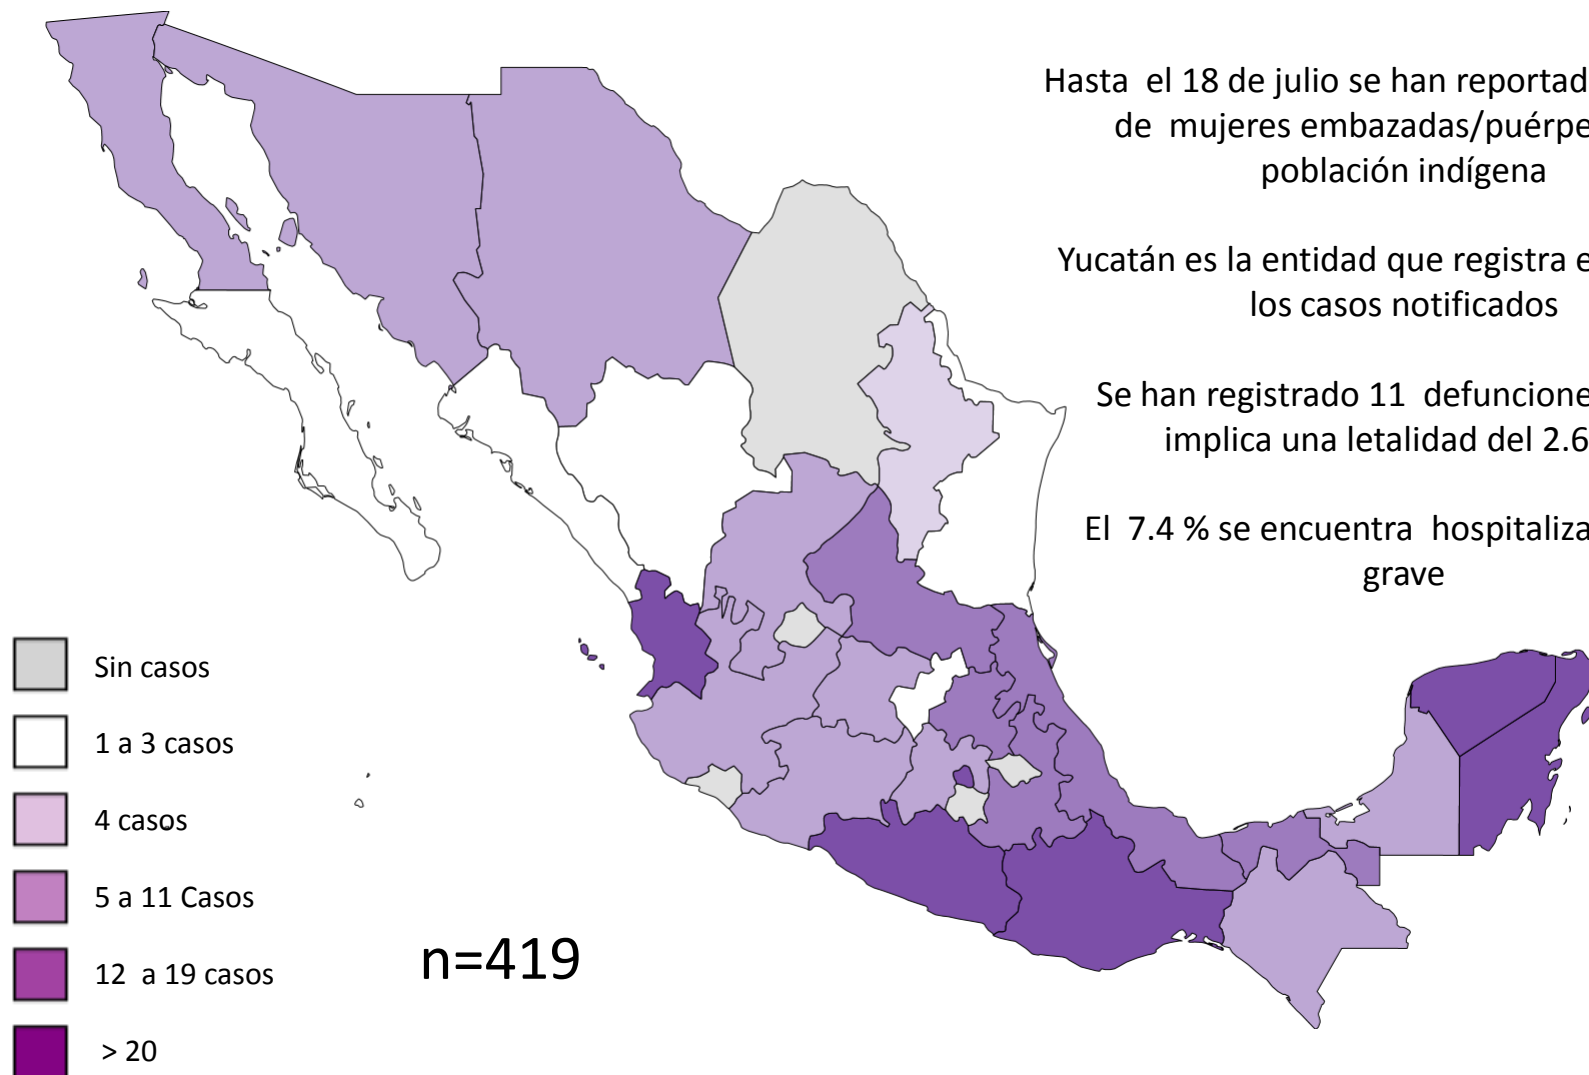 Hasta el 18 de julio se han reportad
de mujeres embazadas/puérpe
población indígena
Yucatán es la entidad que registra e
los casos notificados
Se han registrado 11 defuncione
implica una letalidad del 2.6
El 7.4 % se encuentra hospitaliza
grave
Sin casos
1 a 3 casos
4 casos
5 a 11 Casos
12 a 19 casos
> 20
n=419